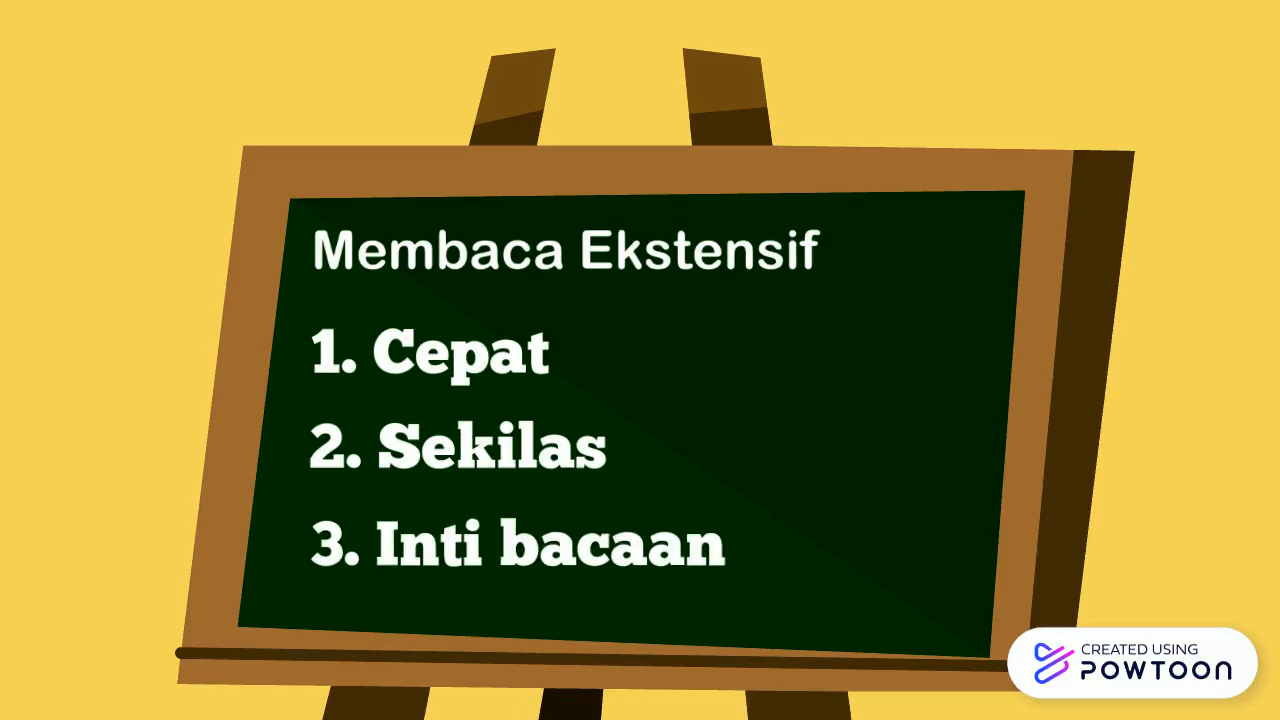 Membaca Ekstensif
1. Cepat
2. Sekilas
3. Inti bacaan
CREATED USING
POWTOON